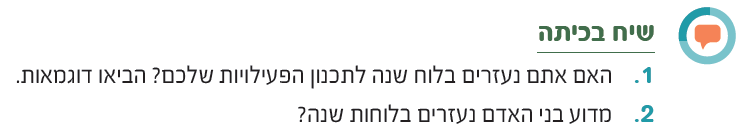 שיח בכיתה
1. האם אתם נעזרים בלוח שנה לתכנון הפעילויות שלכם? הביאו דוגמאות.
2. מדוע בני האדם נעזרים בלוחות שנה?